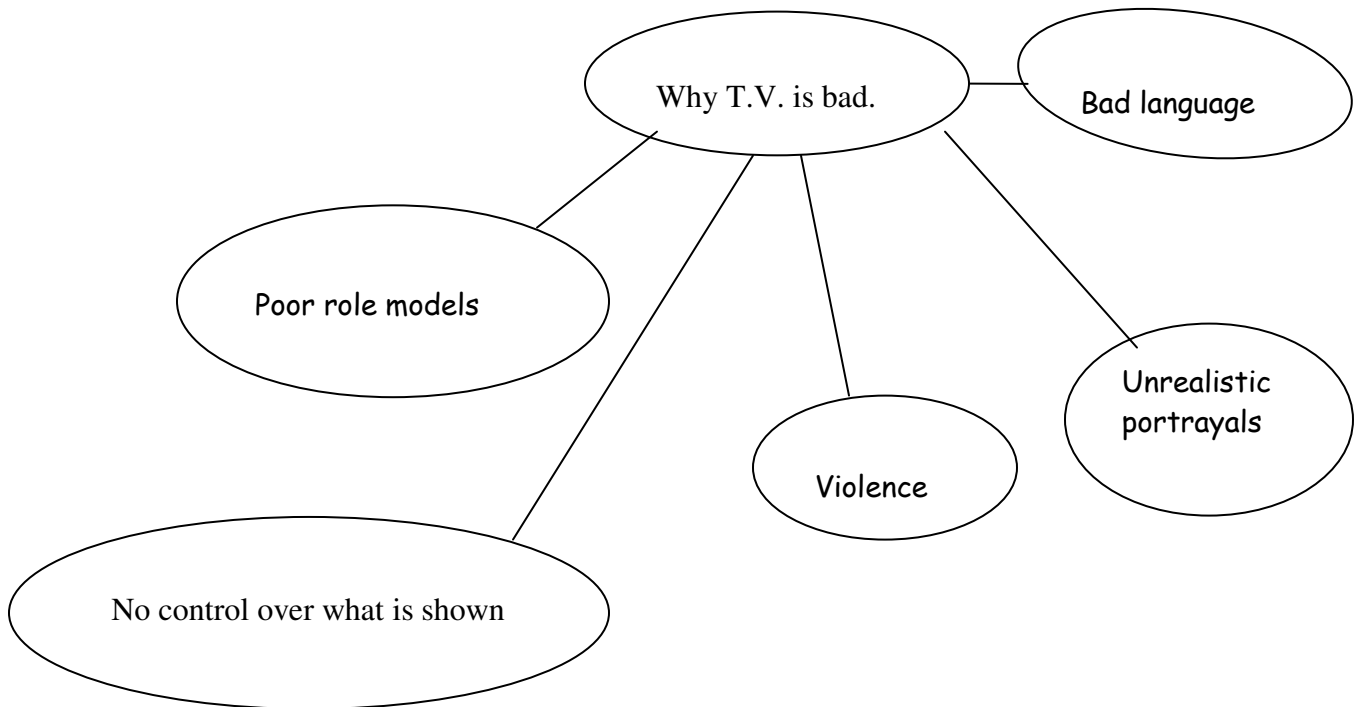 Why T.V. is bad.
Bad language
Poor role models
Unrealistic
portrayals
Violence
No control over what is shown